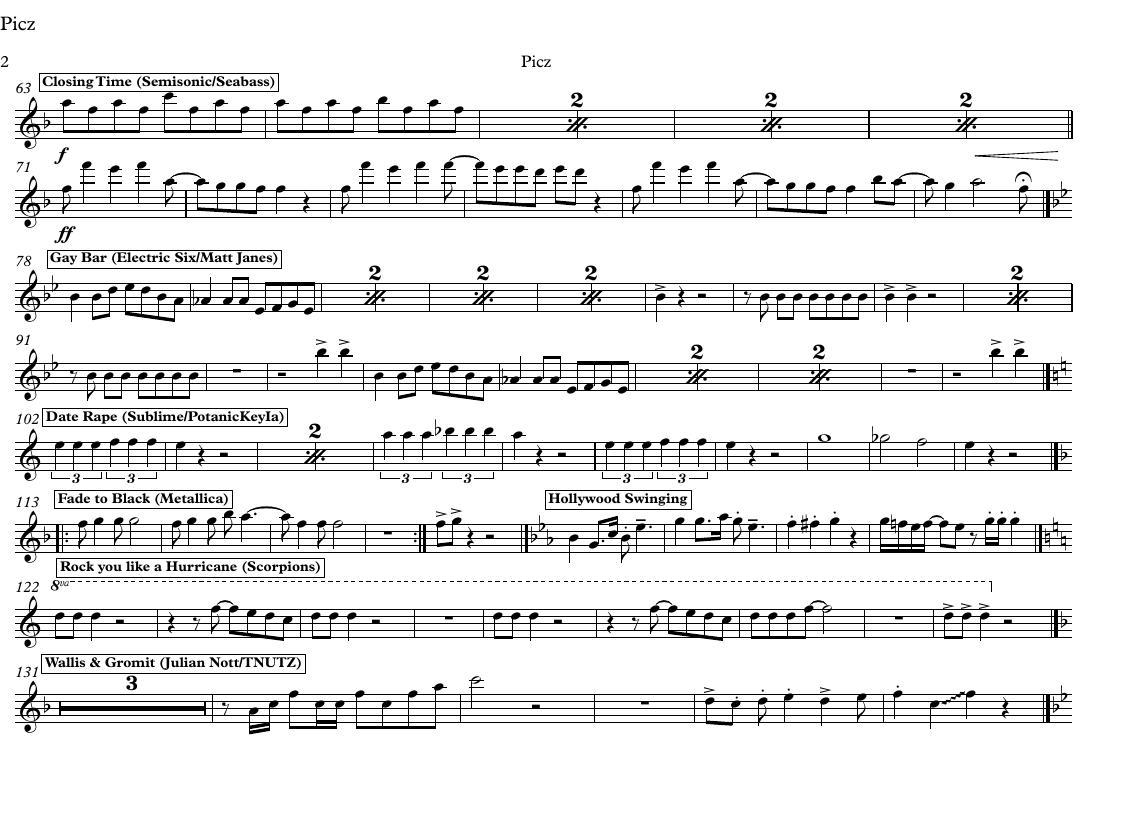 Picz
2 Picz
Closing Time (Semisonic/Seabass)
63 2 2 2
f
71
ff
Gay Bar (Electric Six/Matt Janes)
78 2 2 2 2
91 2 2
Date Rape (Sublime/PotanicKeyIa)
102 2
3 3 3 3 3 3
Fade to Black (Metallica) Hollywood Swinging
113
Rock you like a Hurricane (Scorpions)
122 8va
Wallis & Gromit (Julian Nott/TNUTZ)
131 3